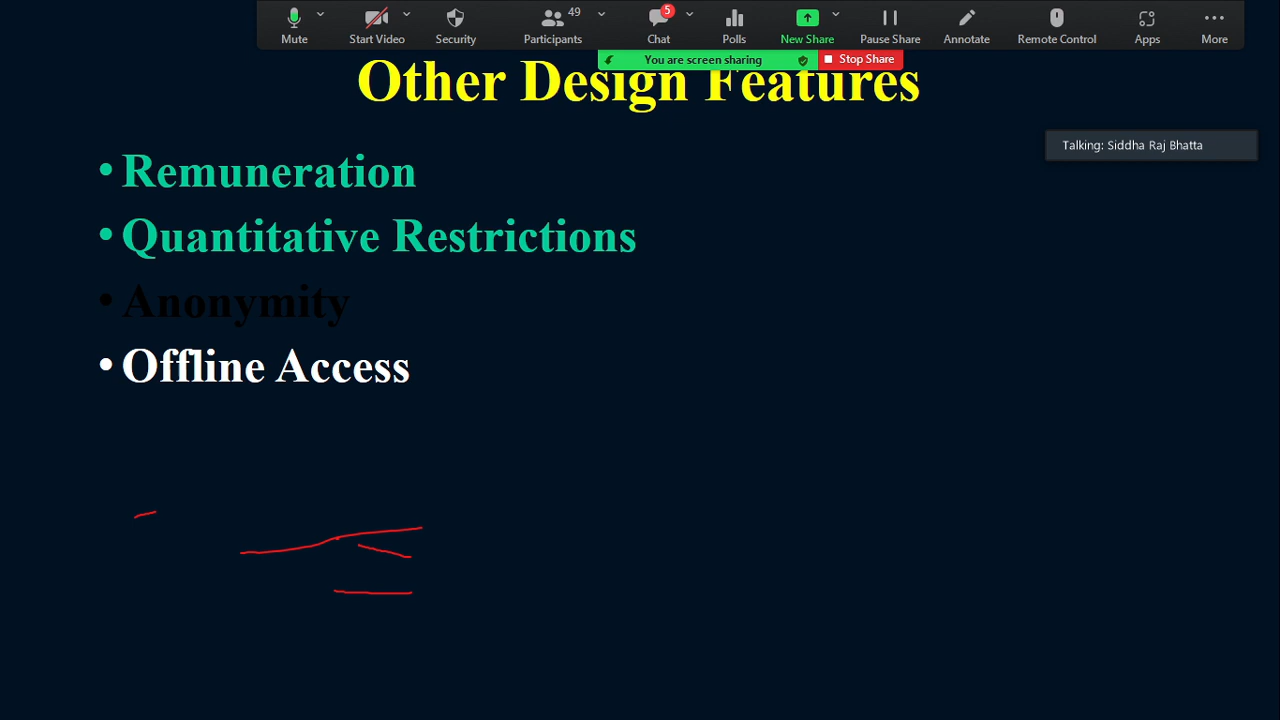 Mute
Start Video
Security
Participants
49
Chat
5
Polls
New Share
Pause Share
Annotate
Remote Control
Apps
More
You are screen sharing
Stop Share
Other Design Features
Talking: Siddha Raj Bhatta
• Remuneration
• Quantitative Restrictions
• Anonymity
• Offline Access